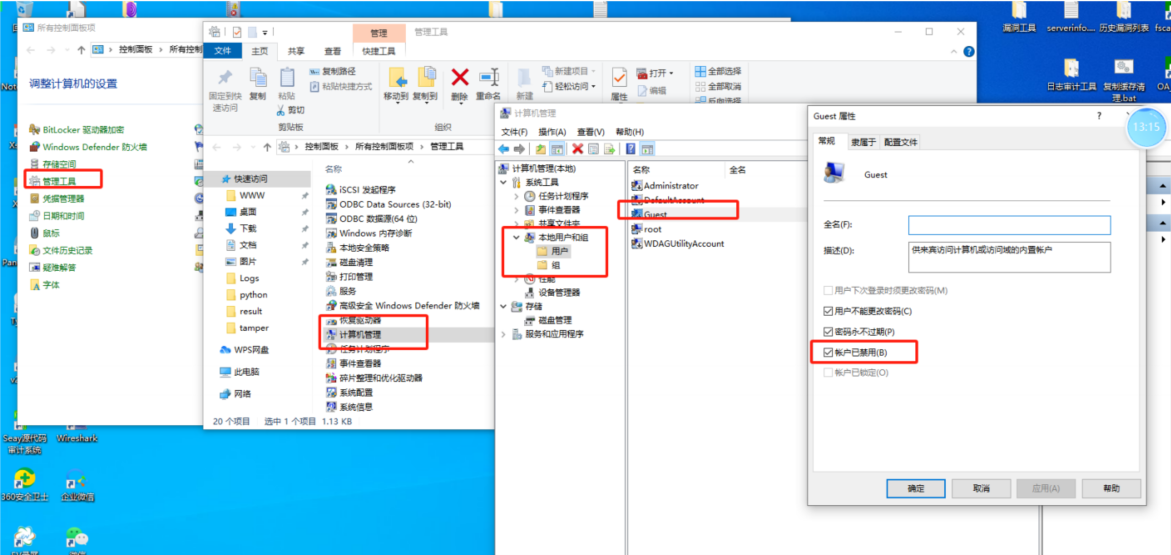 所有控制面板项
控制面板
所有控制
调整计算机的设置
BitLocker 驱动器加密
Windows Defender 防火墙
存储空间
管理工具
凭据管理器
日期和时间
鼠标
文件历史记录
疑难解答
字体
管理
管理工具
文件
主页
共享
查看
快捷工具
固定到快
速访问
复制
粘贴
复制路径
粘贴快捷方式
剪切
剪贴板
移动到
复制到
删除
重命名
组织
新建
新建项目
轻松访问
属性
打开
编辑
全部选择
全部取消
反向选择
控制面板
所有控制面板项
管理工具
快速访问
WWW
桌面
下载
文档
图片
Logs
python
result
tamper
WPS网盘
此电脑
网络
名称
iSCSI 发起程序
ODBC Data Sources (32-bit)
ODBC 数据源(64 位)
Windows 内存诊断
本地安全策略
磁盘清理
打印管理
服务
高级安全 Windows Defender 防火墙
恢复驱动器
计算机管理
任务计划程序
事件查看器
碎片整理和优化驱动器
系统配置
系统信息
20 个项目
选中 1 个项目
1.13 KB
计算机管理
文件(F)
操作(A)
查看(V)
帮助(H)
计算机管理(本地)
系统工具
任务计划程序
事件查看器
共享文件夹
本地用户和组
用户
组
性能
设备管理器
存储
磁盘管理
服务和应用程序
名称
全名
Administrator
DefaultAccount
Guest
root
WDAGUtilityAccount
Guest 属性
?
常规
隶属于
配置文件
Guest
全名(F):
描述(D):
供来宾访问计算机或访问域的内置帐户
用户下次登录时须更改密码(M)
用户不能更改密码(C)
密码永不过期(P)
帐户已禁用(B)
帐户已锁定(O)
确定
取消
应用(A)
帮助
13:15
漏洞工具
serverinfo....
历史漏洞列表
fsca
日志审计工具
复制缓存清
理.bat
OA
Seay源代码
审计系统
Wireshark
360安全卫士
企业微信
微信